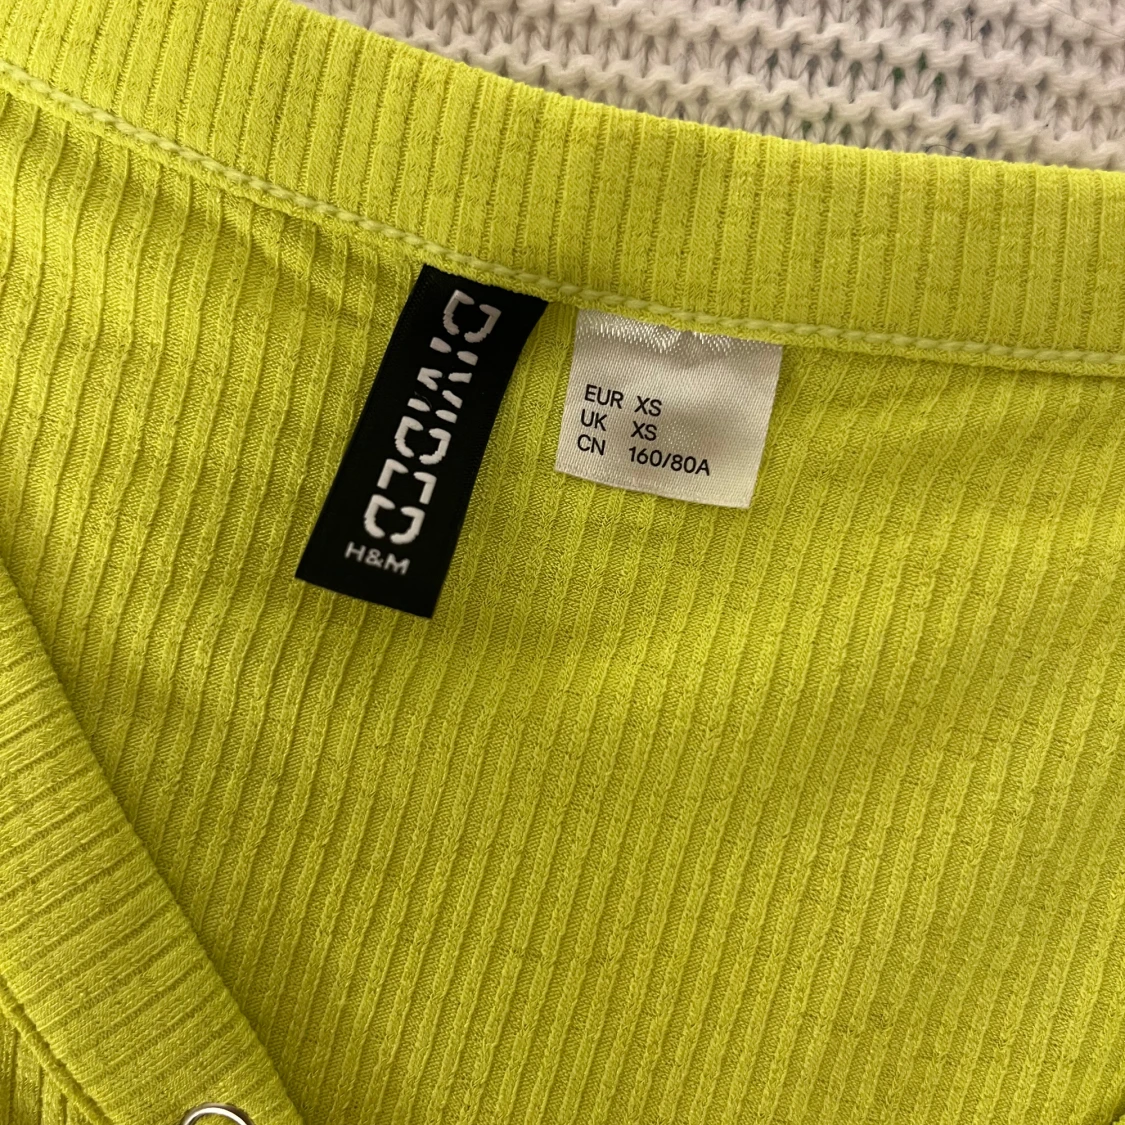 DIVIDED
H&M
EUR XS
UK XS
CN 160/80A